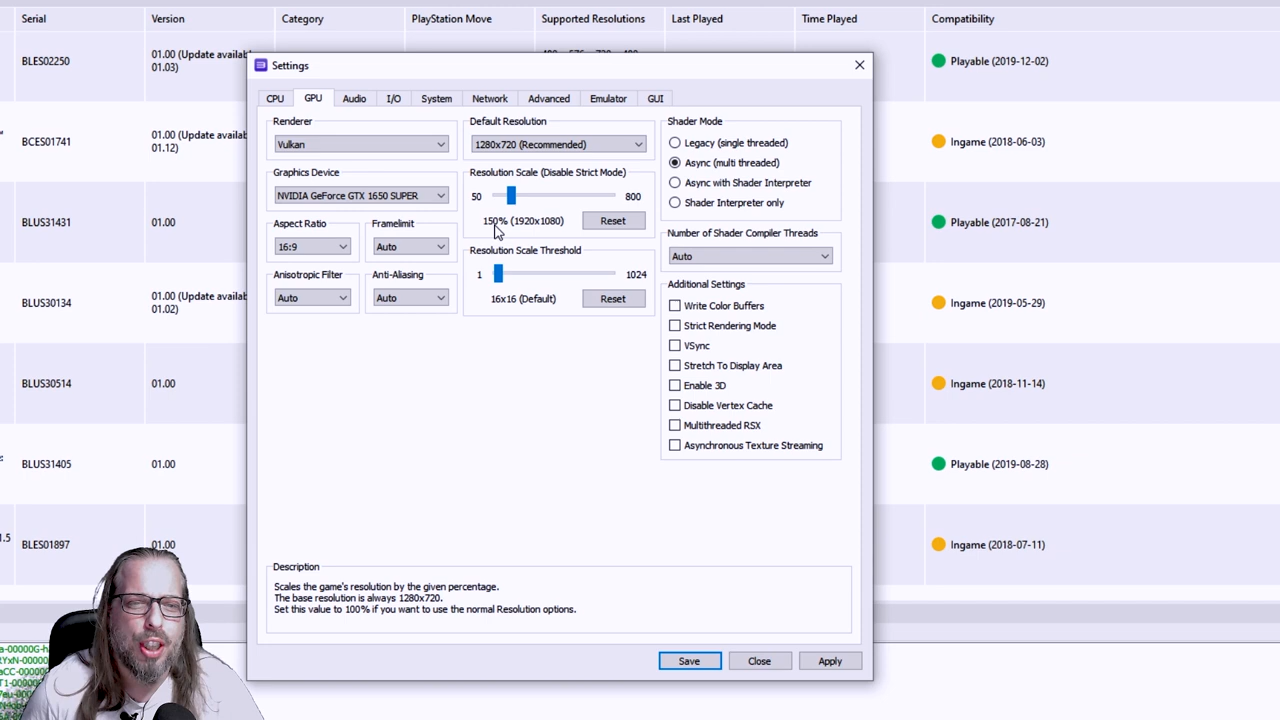 Serial Version Category PlayStation Move Supported Resolutions Last Played Time Played Compatibility
BLES02250 01.00 (Update availab 01.03) Playable (2019-12-02)
BCES01741 01.00 (Update availab 01.12) Ingame (2018-06-03)
BLUS31431 01.00 Playable (2017-08-21)
BLUS30134 01.00 (Update availab 01.02) Ingame (2019-05-29)
BLUS30514 01.00 Ingame (2018-11-14)
BLUS31405 01.00 Playable (2019-08-28)
1.5 BLES01897 01.00 Ingame (2018-07-11)
Settings
CPU GPU Audio I/O System Network Advanced Emulator GUI
Renderer
Vulkan
Graphics Device
NVIDIA GeForce GTX 1650 SUPER
Aspect Ratio Framelimit
16:9 Auto
Anisotropic Filter Anti-Aliasing
Auto Auto
Default Resolution
1280x720 (Recommended)
Resolution Scale (Disable Strict Mode)
50 800
150% (1920x1080) Reset
Resolution Scale Threshold
1 1024
16x16 (Default) Reset
Shader Mode
Legacy (single threaded)
Async (multi threaded)
Async with Shader Interpreter
Shader Interpreter only
Number of Shader Compiler Threads
Auto
Additional Settings
Write Color Buffers
Strict Rendering Mode
VSync
Stretch To Display Area
Enable 3D
Disable Vertex Cache
Multithreaded RSX
Asynchronous Texture Streaming
Description
Scales the game's resolution by the given percentage.
The base resolution is always 1280x720.
Set this value to 100% if you want to use the normal Resolution options.
Save Close Apply